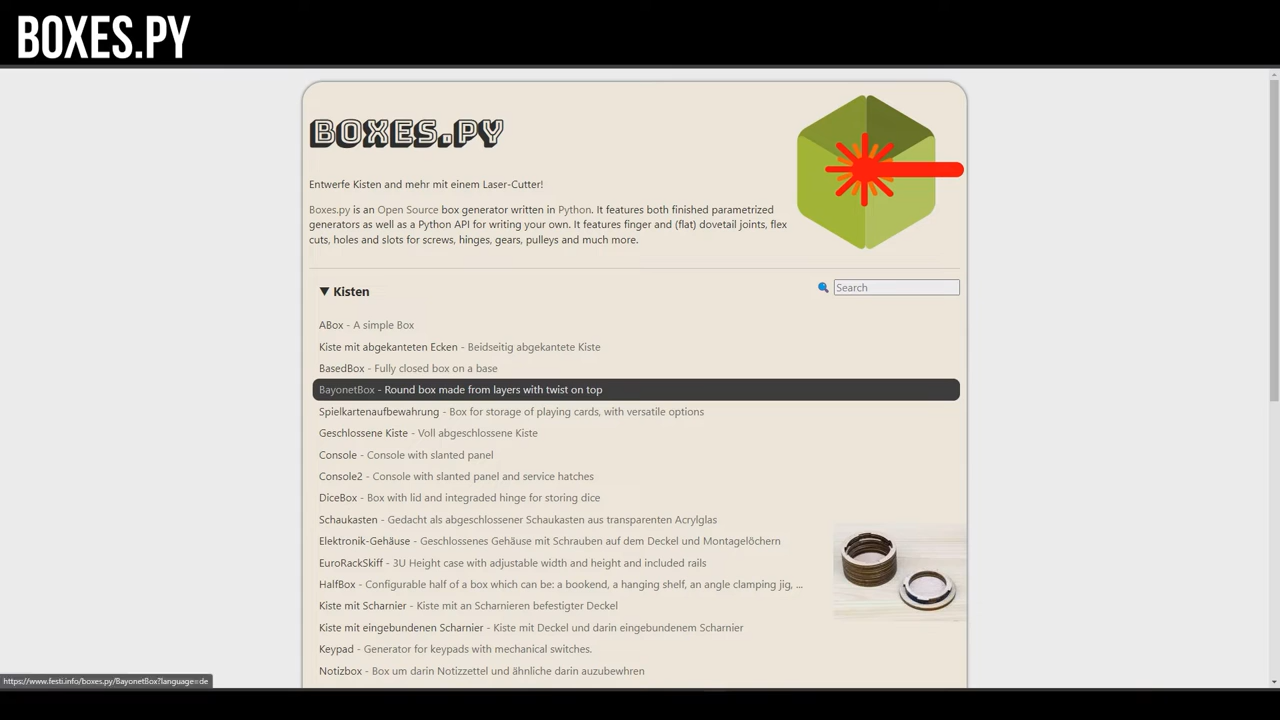 BOXES.PY
BOXES.PY
Entwerfe Kisten and mehr mit einem Laser-Cutter!
Boxes.py is an Open Source box generator written in Python. It features both finished parametrized
generators as well as a Python API for writing your own. It features finger and (flat) dovetail joints, flex
cuts, holes and slots for screws, hinges, gears, pulleys and much more.
▼ Kisten
Search
ABox - A simple Box
Kiste mit abgekanteten Ecken - Beidseitig abgekantete Kiste
BasedBox - Fully closed box on a base
BayonetBox - Round box made from layers with twist on top
Spielkartenaufbewahrung - Box for storage of playing cards, with versatile options
Geschlossene Kiste - Voll abgeschlossene Kiste
Console - Console with slanted panel
Console2 - Console with slanted panel and service hatches
DiceBox - Box with lid and integraded hinge for storing dice
Schaukasten - Gedacht als abgeschlossener Schaukasten aus transparenten Acrylglas
Elektronik-Gehäuse - Geschlossenes Gehäuse mit Schrauben auf dem Deckel und Montagelöchern
EuroRackSkiff - 3U Height case with adjustable width and height and included rails
HalfBox - Configurable half of a box which can be: a bookend, a hanging shelf, an angle clamping jig, ...
Kiste mit Scharnier - Kiste mit an Scharnieren befestigter Deckel
Kiste mit eingebundenen Scharnier - Kiste mit Deckel und darin eingebundenem Scharnier
Keypad - Generator for keypads with mechanical switches.
Notizbox - Box um darin Notizzettel und ähnliche darin auzubewhren
https://www.festi.info/boxes.py/BayonetBox?language=de